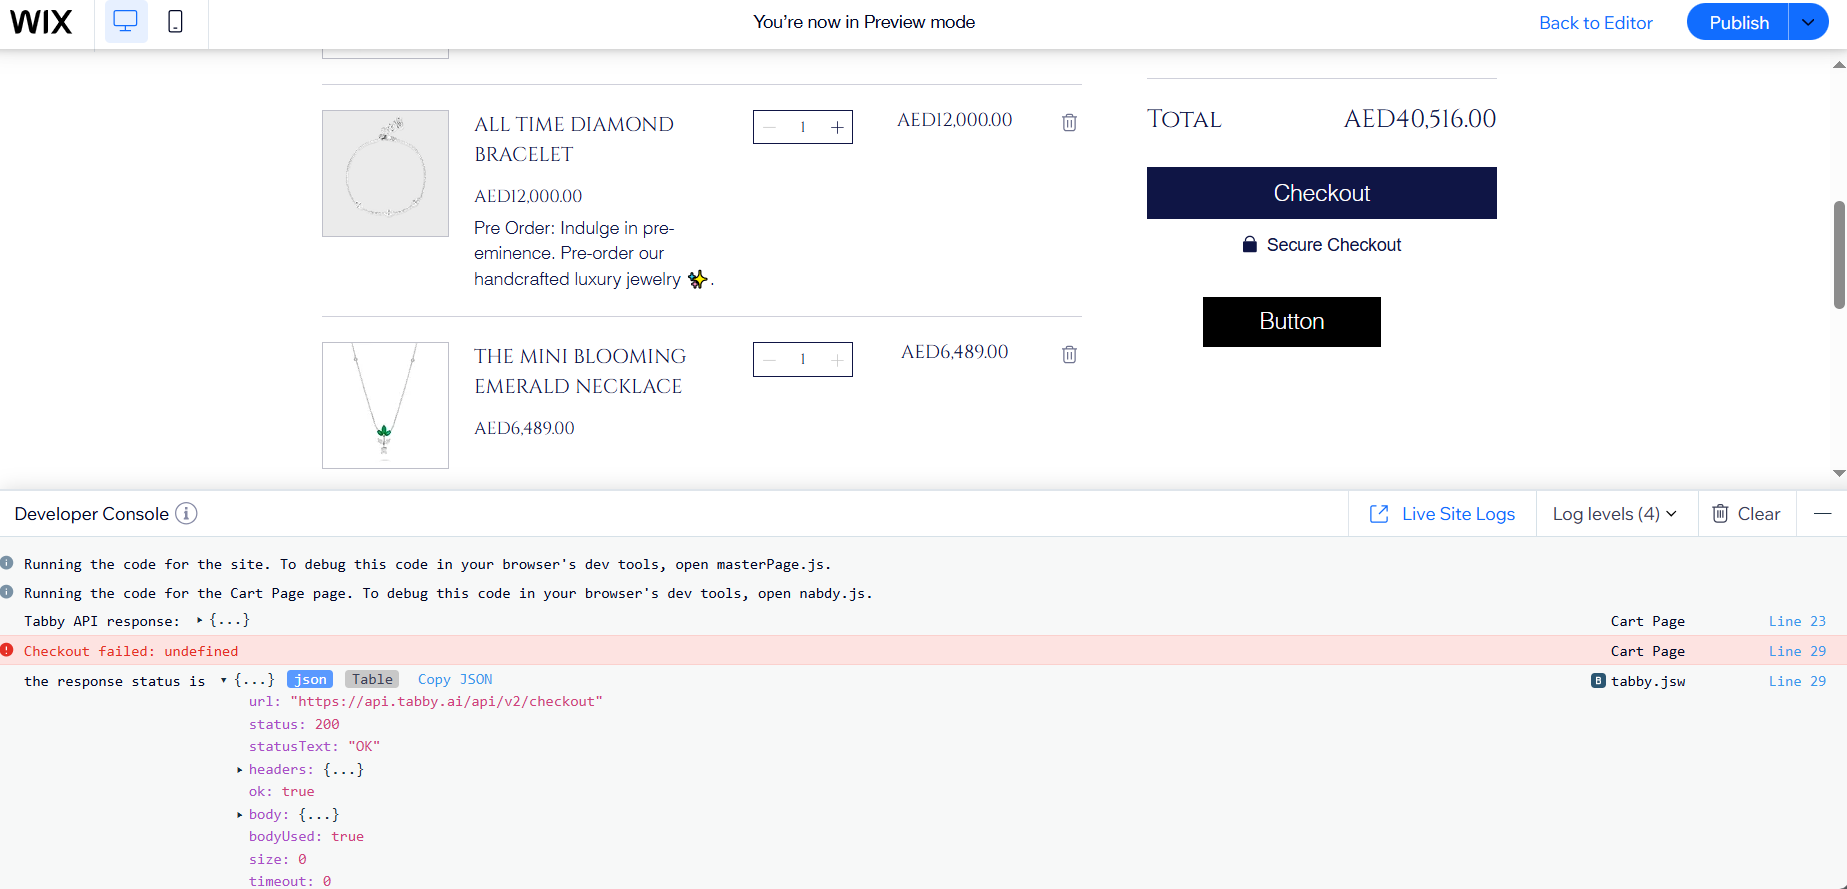 WIX
You're now in Preview mode
Back to Editor
Publish
ALL TIME DIAMOND
BRACELET
AED12,000.00
Pre Order: Indulge in pre-
eminence. Pre-order our
handcrafted luxury jewelry ✨.
1
AED12,000.00
THE MINI BLOOMING
EMERALD NECKLACE
AED6,489.00
1
AED6,489.00
TOTAL
AED40,516.00
Checkout
Secure Checkout
Button
Developer Console
Live Site Logs
Log levels (4)
Clear
Running the code for the site. To debug this code in your browser's dev tools, open masterPage.js.
Running the code for the Cart Page page. To debug this code in your browser's dev tools, open nabdy.js.
Tabby API response: {...} Cart Page Line 23
Checkout failed: undefined Cart Page Line 29
the response status is {...} json Table Copy JSON tabby.jsw Line 29
url: "https://api.tabby.ai/api/v2/checkout"
status: 200
statusText: "OK"
headers: {...}
ok: true
body: {...}
bodyUsed: true
size: 0
timeout: 0